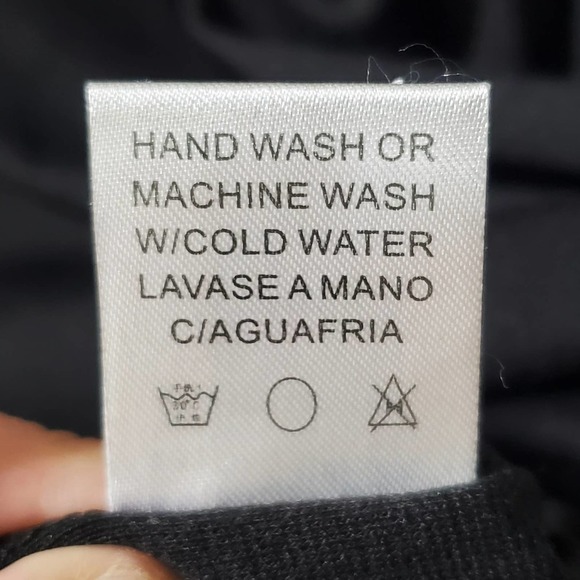 HAND WASH OR
MACHINE WASH
W/COLD WATER
LAVASE A MANO
C/AGUAFRIA